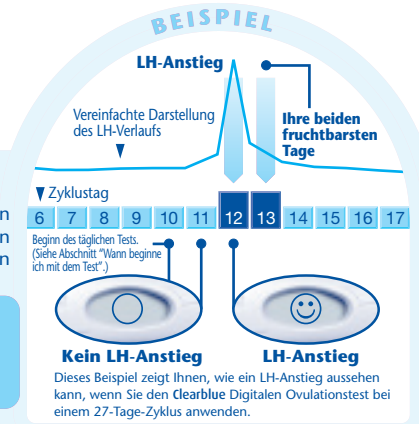 BEISPIEL
LH-Anstieg
Vereinfachte Darstellung
des LH-Verlaufs
Ihre beiden
fruchtbarsten
Tage
Zyklustag
6 7 8 9 10 11 12 13 14 15 16 17
Beginn des täglichen Tests.
(Siehe Abschnitt "Wann beginne
ich mit dem Test".)
Kein LH-Anstieg
LH-Anstieg
Dieses Beispiel zeigt Ihnen, wie ein LH-Anstieg aussehen
kann, wenn Sie den Clearblue Digitalen Ovulationstest bei
einem 27-Tage-Zyklus anwenden.